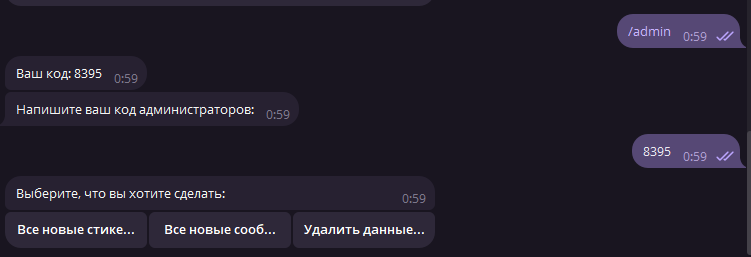 /admin 0:59
Ваш код: 8395 0:59
Напишите ваш код администраторов: 0:59
8395 0:59
Выберите, что вы хотите сделать: 0:59
Все новые стике... Все новые сооб... Удалить данные...